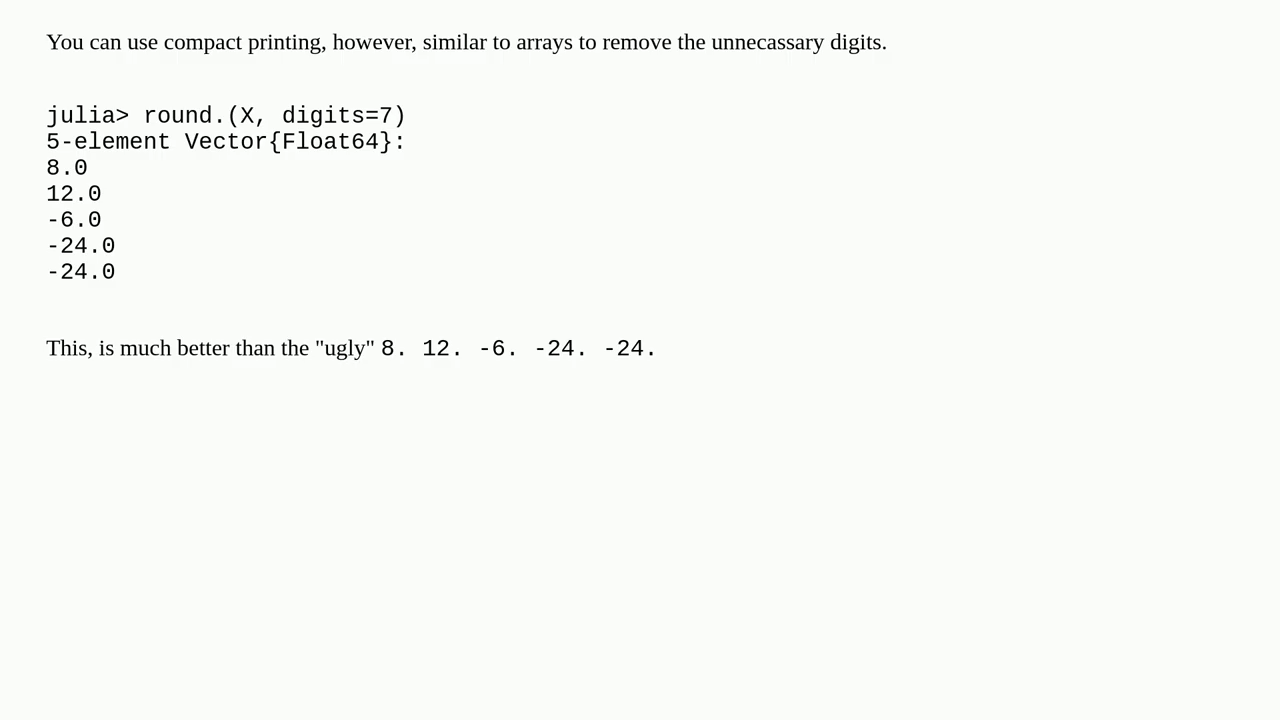 You can use compact printing, however, similar to arrays to remove the unnecassary digits.
julia> round.(X, digits=7)
5-element Vector{Float64}:
8.0
12.0
-6.0
-24.0
-24.0
This, is much better than the "ugly" 8. 12. -6. -24. -24.